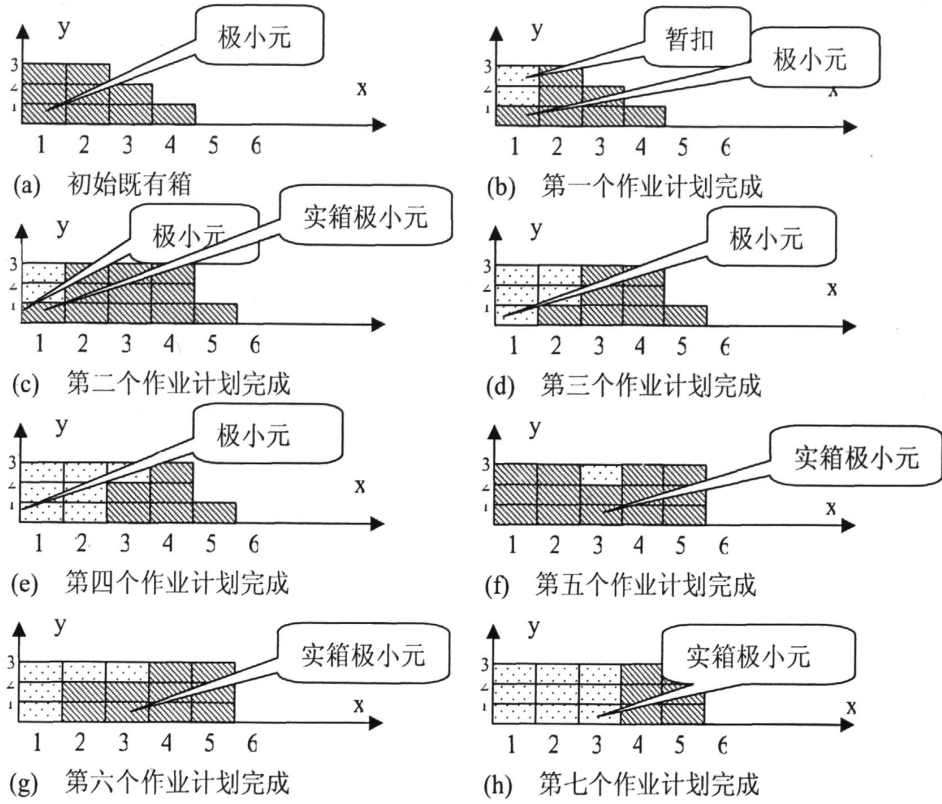 y
极小元
3
2
1
x
1 2 3 4 5 6
(a) 初始既有箱
y
暂扣
极小元
3
2
1
x
1 2 3 4 5 6
(b) 第一个作业计划完成
y
极小元
实箱极小元
3
2
1
1 2 3 4 5 6
(c) 第二个作业计划完成
y
极小元
3
2
1
x
1 2 3 4 5 6
(d) 第三个作业计划完成
y
极小元
3
2
1
x
1 2 3 4 5 6
(e) 第四个作业计划完成
y
实箱极小元
3
2
1
x
1 2 3 4 5 6
(f) 第五个作业计划完成
y
实箱极小元
3
2
1
x
1 2 3 4 5 6
(g) 第六个作业计划完成
y
实箱极小元
3
2
1
x
1 2 3 4 5 6
(h) 第七个作业计划完成